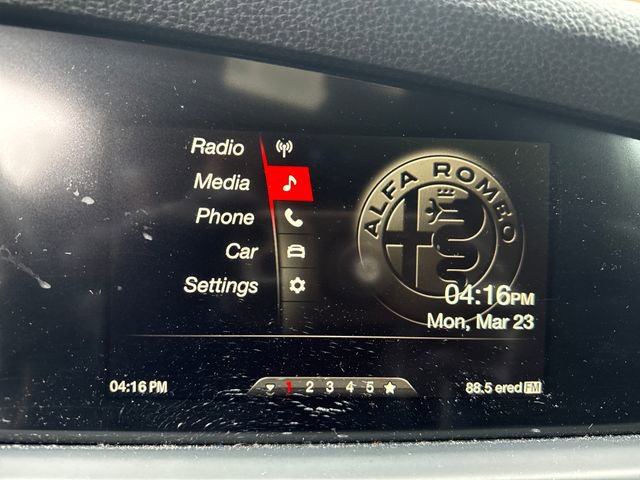 Radio
Media
Phone
Car
Settings
ALFA ROMEO
04:16PM
Mon, Mar 23
04:16 PM
1 2 3 4 5
88.5 ered FM